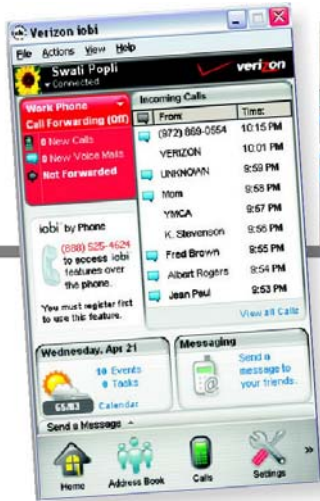 Verizon iobi
File Actions View Help
Swati Popli
Connected
verizon
Work Phone
Call Forwarding (Off)
0 New Calls
0 New Voice Mails
Not Forwarded
iobi by Phone
(888) 525-4624
to access iobi
features over
the phone.
You must register first
to use this feature.
Incoming Calls
From: Time:
(972) 869-0554 10:15 PM
VERIZON 10:01 PM
UNKNOWN 9:59 PM
Mom 9:58 PM
YMCA 9:57 PM
K. Stevenson 9:56 PM
Fred Brown 9:55 PM
Albert Rogers 9:54 PM
Jean Paul 9:53 PM
View all Calls
Wednesday, Apr 21
10 Events
0 Tasks
Calendar
Messaging
Send a
message to
your friends.
Send a Message
Home Address Book Calls Settings »